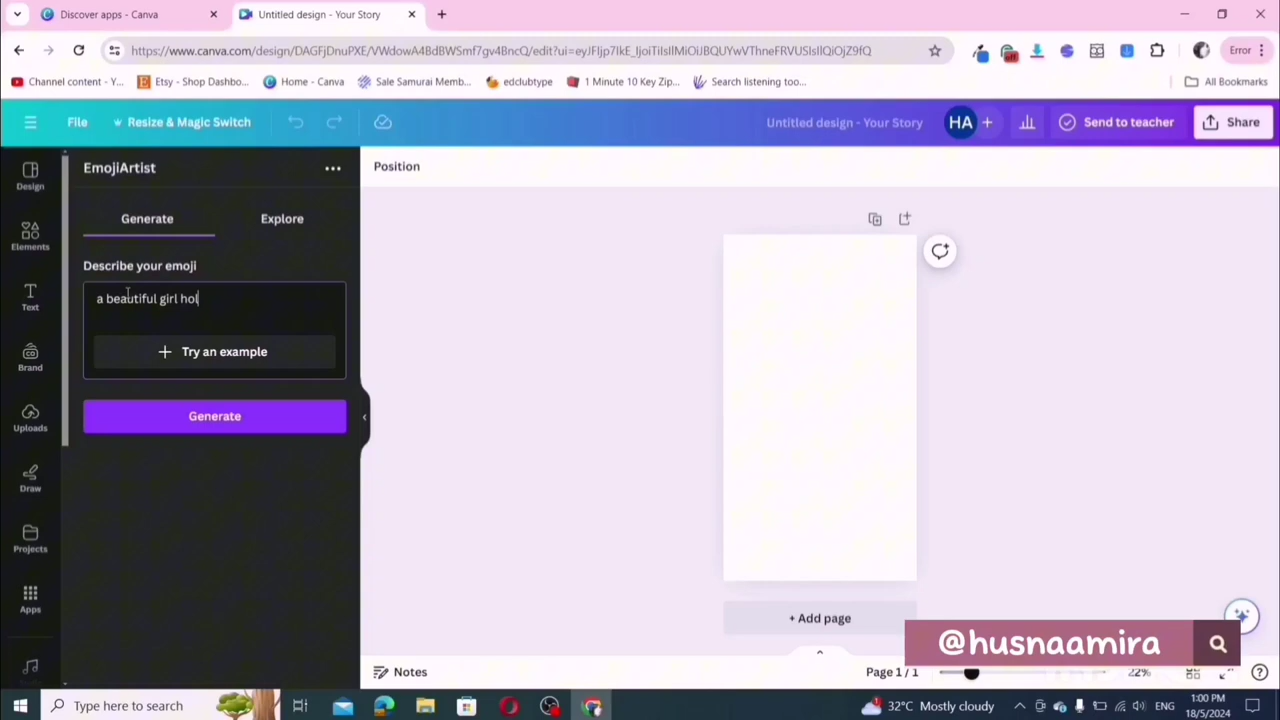 Discover apps - Canva
Untitled design - Your Story
https://www.canva.com/design/DAGFjDnuPXE/VWdowA4BdBWSmf7gv4BncQ/edit?ui=eyJFIjp7IkE_IjoiTiIsIlMiOiJBQUYwVThneFRVUSIsIlQiOjZ9fQ
Error
Channel content - Y...
Etsy - Shop Dashbo...
Home - Canva
Sale Samurai Memb...
edclubtype
1 Minute 10 Key Zip...
Search listening too...
All Bookmarks
File
Resize & Magic Switch
Untitled design - Your Story
HA
Send to teacher
Share
EmojiArtist
Position
Design
Generate
Explore
Elements
Describe your emoji
a beautiful girl hol
Text
Try an example
Brand
Generate
Uploads
Draw
Projects
Apps
+ Add page
@husnaamira
Notes
Page 1 / 1
22%
Type here to search
32°C Mostly cloudy
ENG
1:00 PM
18/5/2024